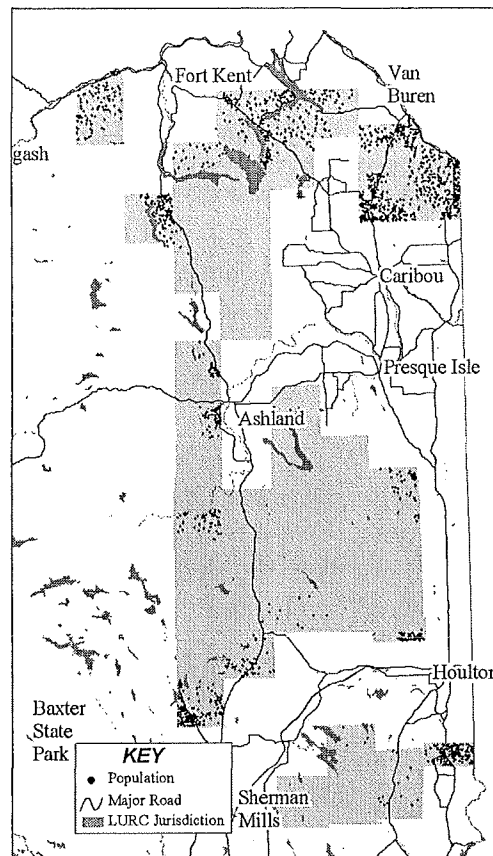 Fort Kent
Van
Buren
gash
Caribou
Presque Isle
Ashland
Houlton
Baxter
State
Park
KEY
Population
Major Road
LURC Jurisdiction
Sherman
Mills